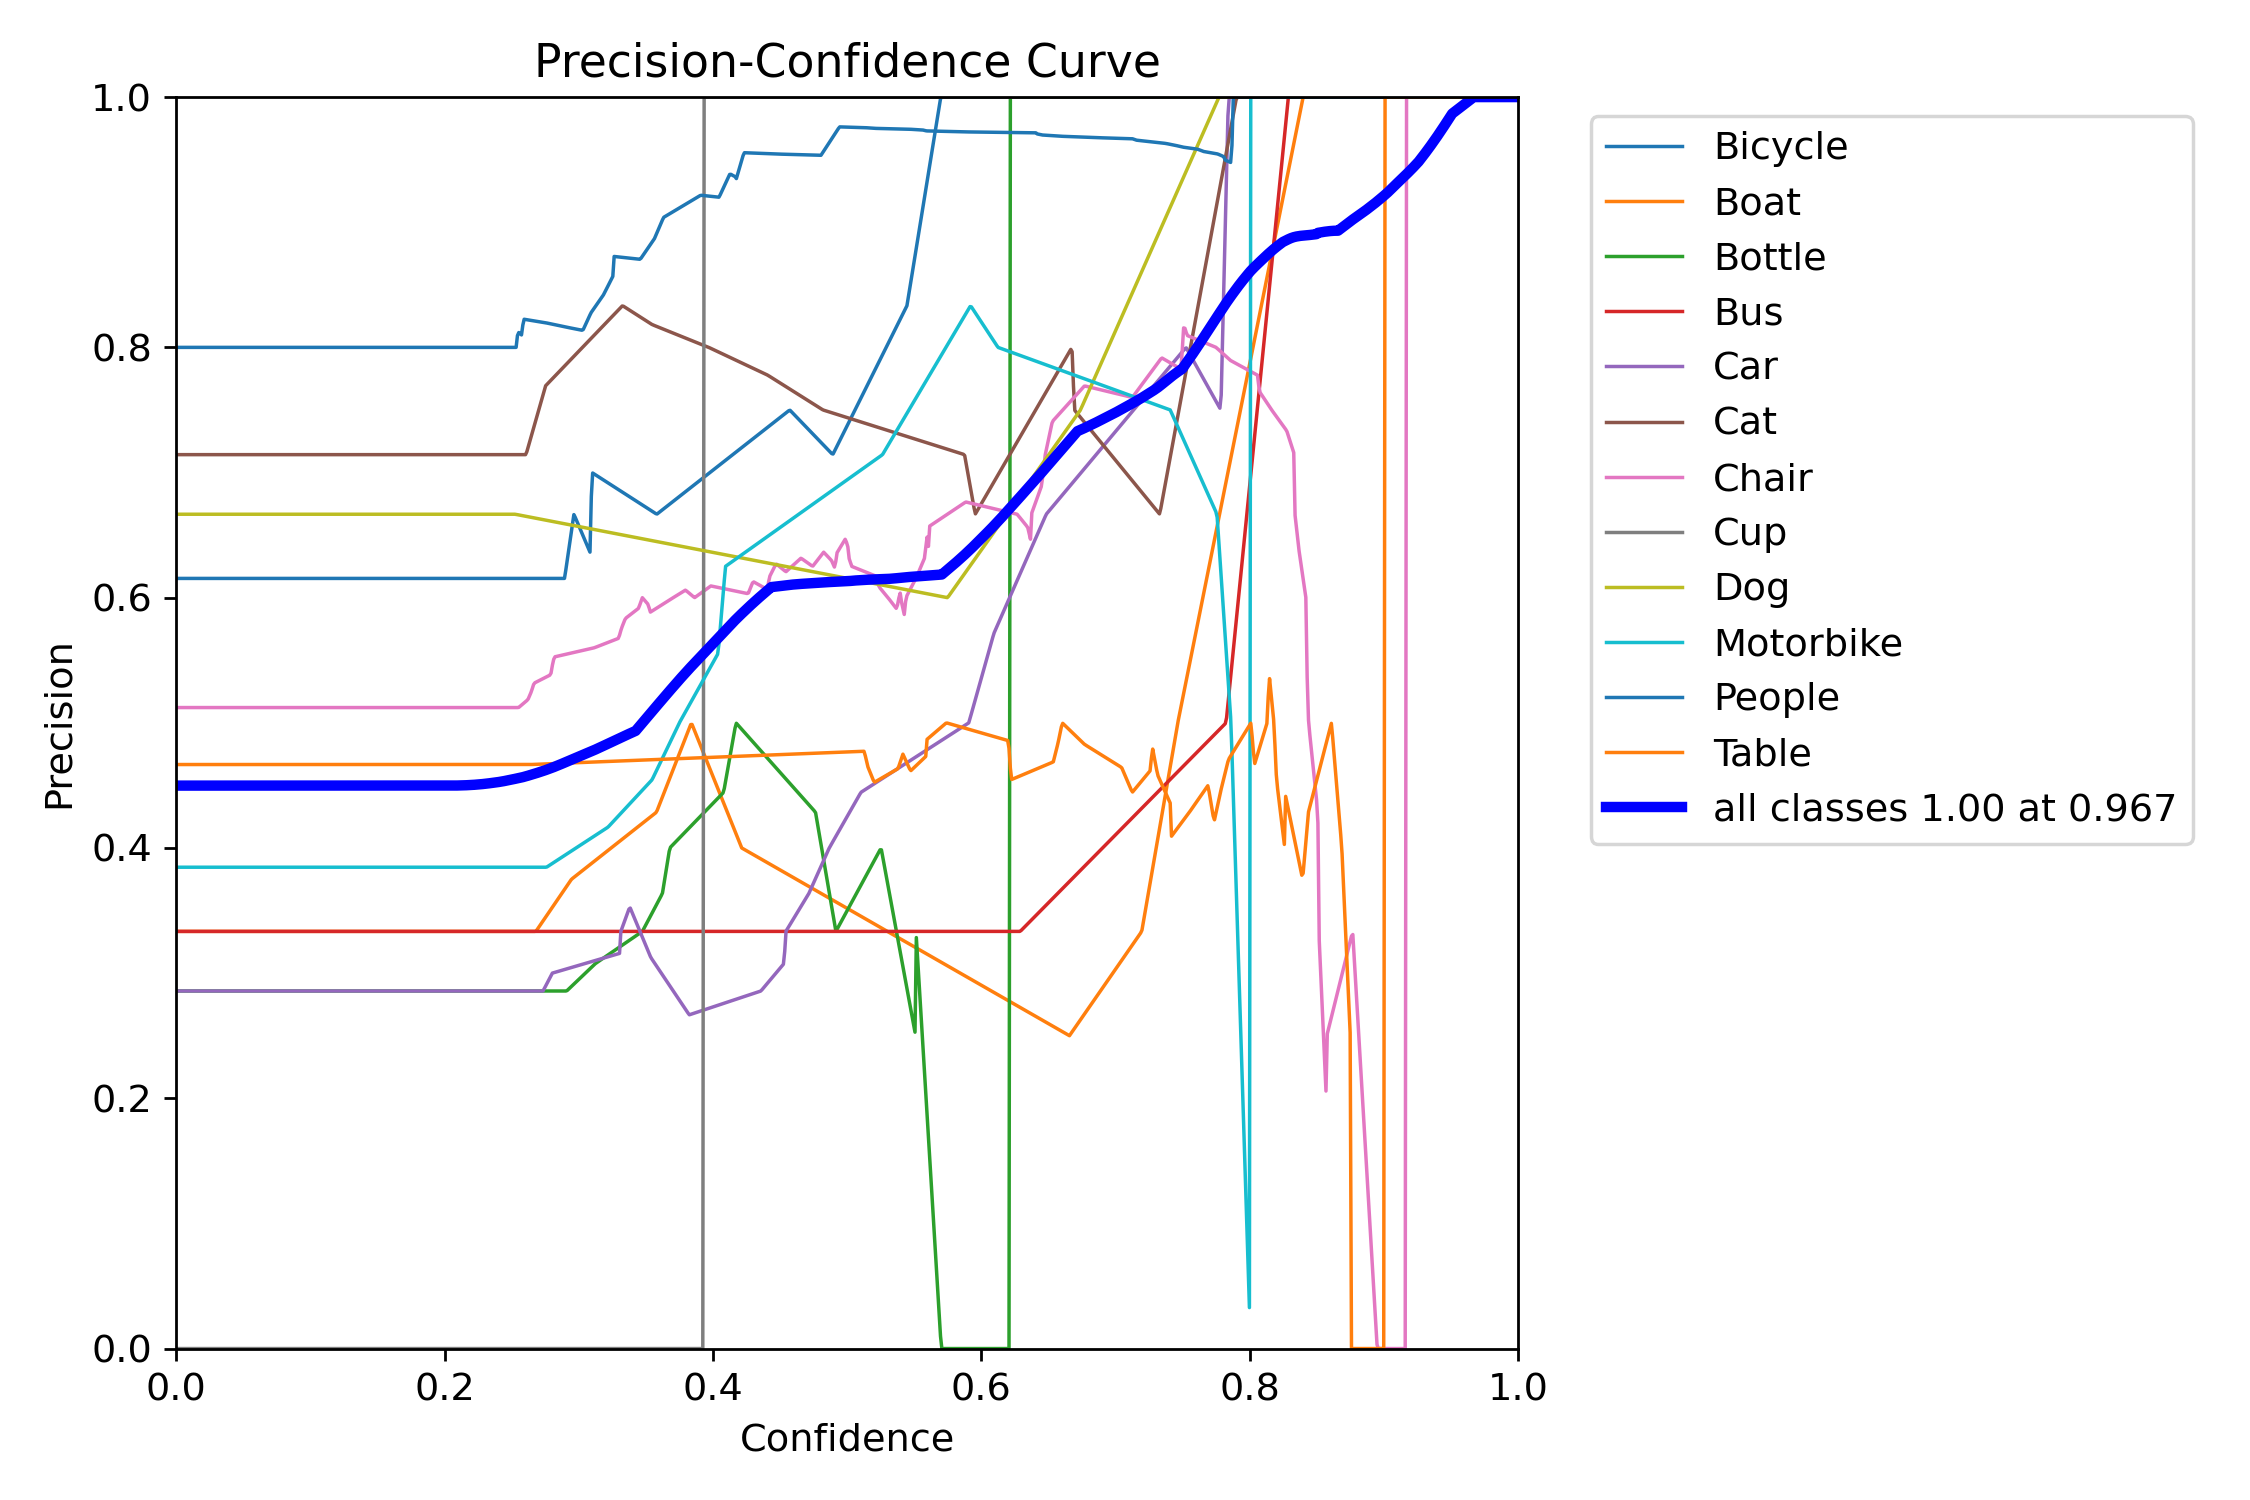 Precision-Confidence Curve
1.0
0.8
0.6
0.4
0.2
0.0
Precision
0.0 0.2 0.4 0.6 0.8 1.0
Confidence
Bicycle
Boat
Bottle
Bus
Car
Cat
Chair
Cup
Dog
Motorbike
People
Table
all classes 1.00 at 0.967